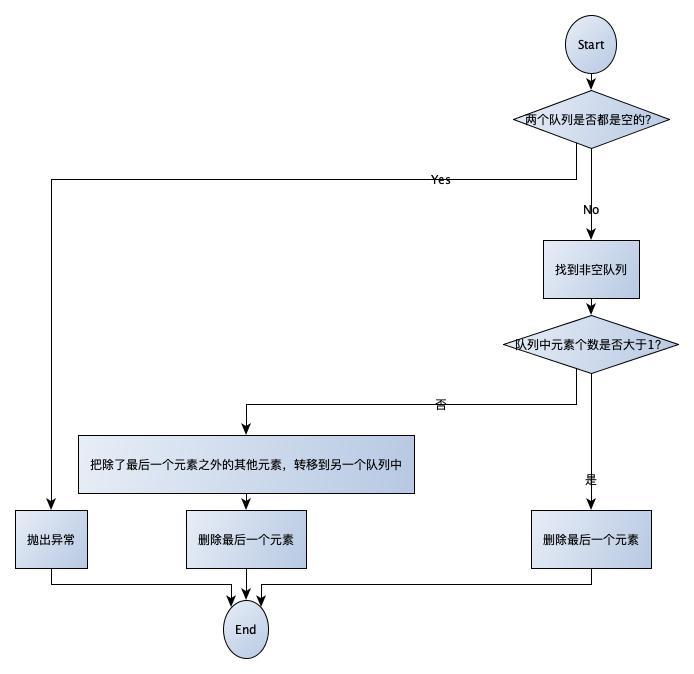 Start
两个队列是否都是空的？
Yes
No
找到非空队列
队列中元素个数是否大于1？
否
把除了最后一个元素之外的其他元素，转移到另一个队列中
是
抛出异常
删除最后一个元素
删除最后一个元素
End